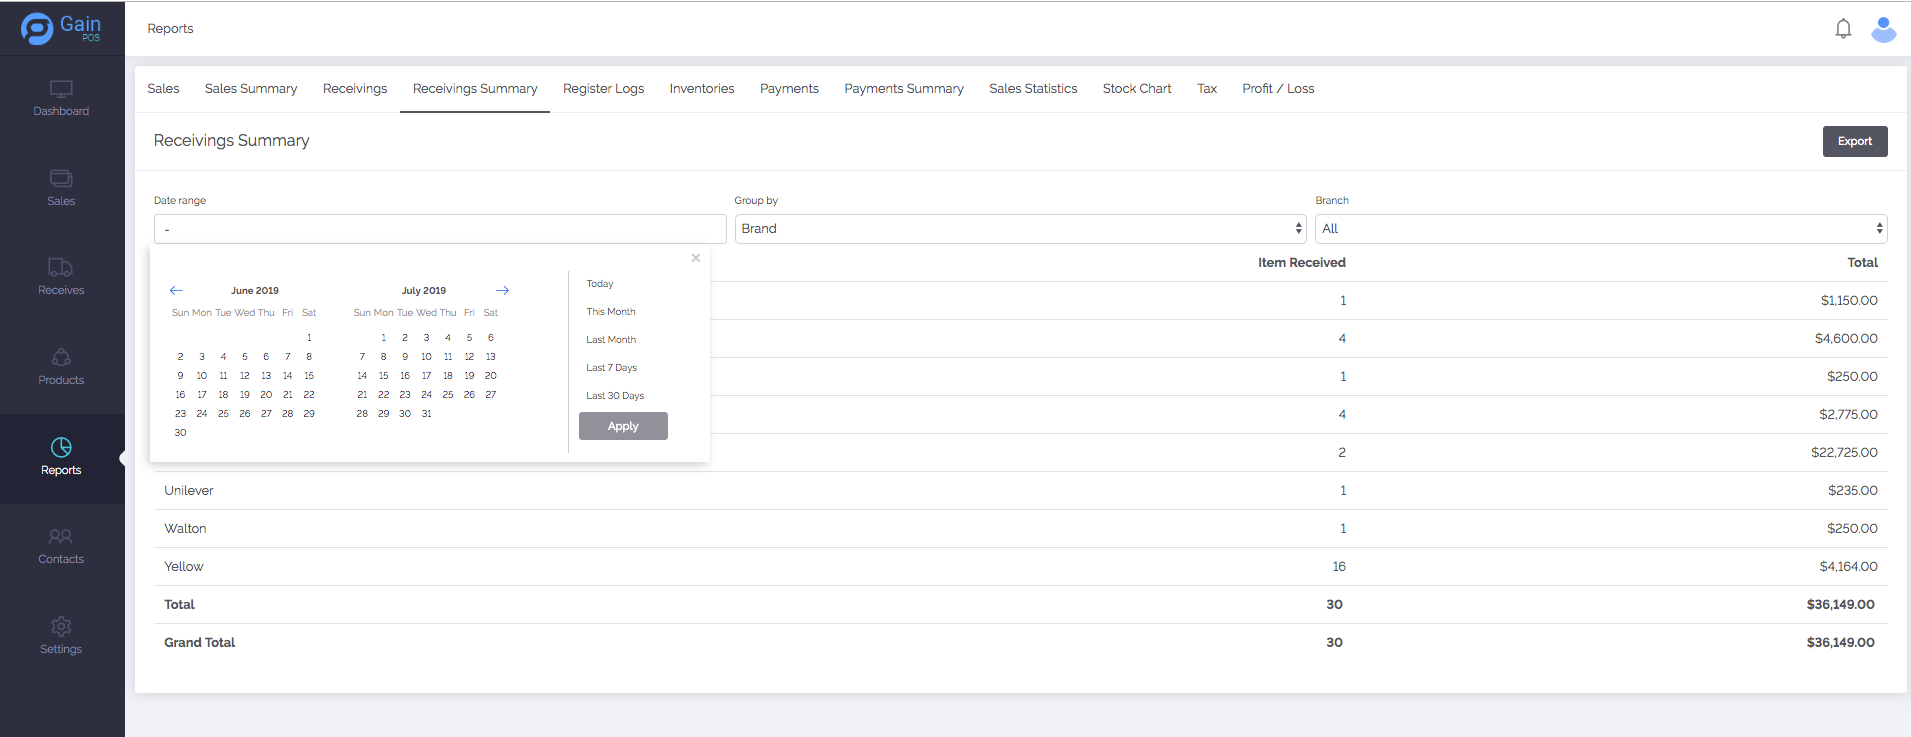 Gain
POS
Reports
Dashboard
Sales
Receives
Products
Reports
Contacts
Settings
Sales Sales Summary Receivings Receivings Summary Register Logs Inventories Payments Payments Summary Sales Statistics Stock Chart Tax Profit / Loss
Receivings Summary Export
Date range Group by Branch
- Brand All
Item Received Total
June 2019 July 2019
Sun Mon Tue Wed Thu Fri Sat Sun Mon Tue Wed Thu Fri Sat
1 1 2 3 4 5 6
2 3 4 5 6 7 8 7 8 9 10 11 12 13
9 10 11 12 13 14 15 14 15 16 17 18 19 20
16 17 18 19 20 21 22 21 22 23 24 25 26 27
23 24 25 26 27 28 29 28 29 30 31
30
Today
This Month
Last Month
Last 7 Days
Last 30 Days
Apply
1 $1,150.00
4 $4,600.00
1 $250.00
4 $2,775.00
2 $22,725.00
Unilever 1 $235.00
Walton 1 $250.00
Yellow 16 $4,164.00
Total 30 $36,149.00
Grand Total 30 $36,149.00